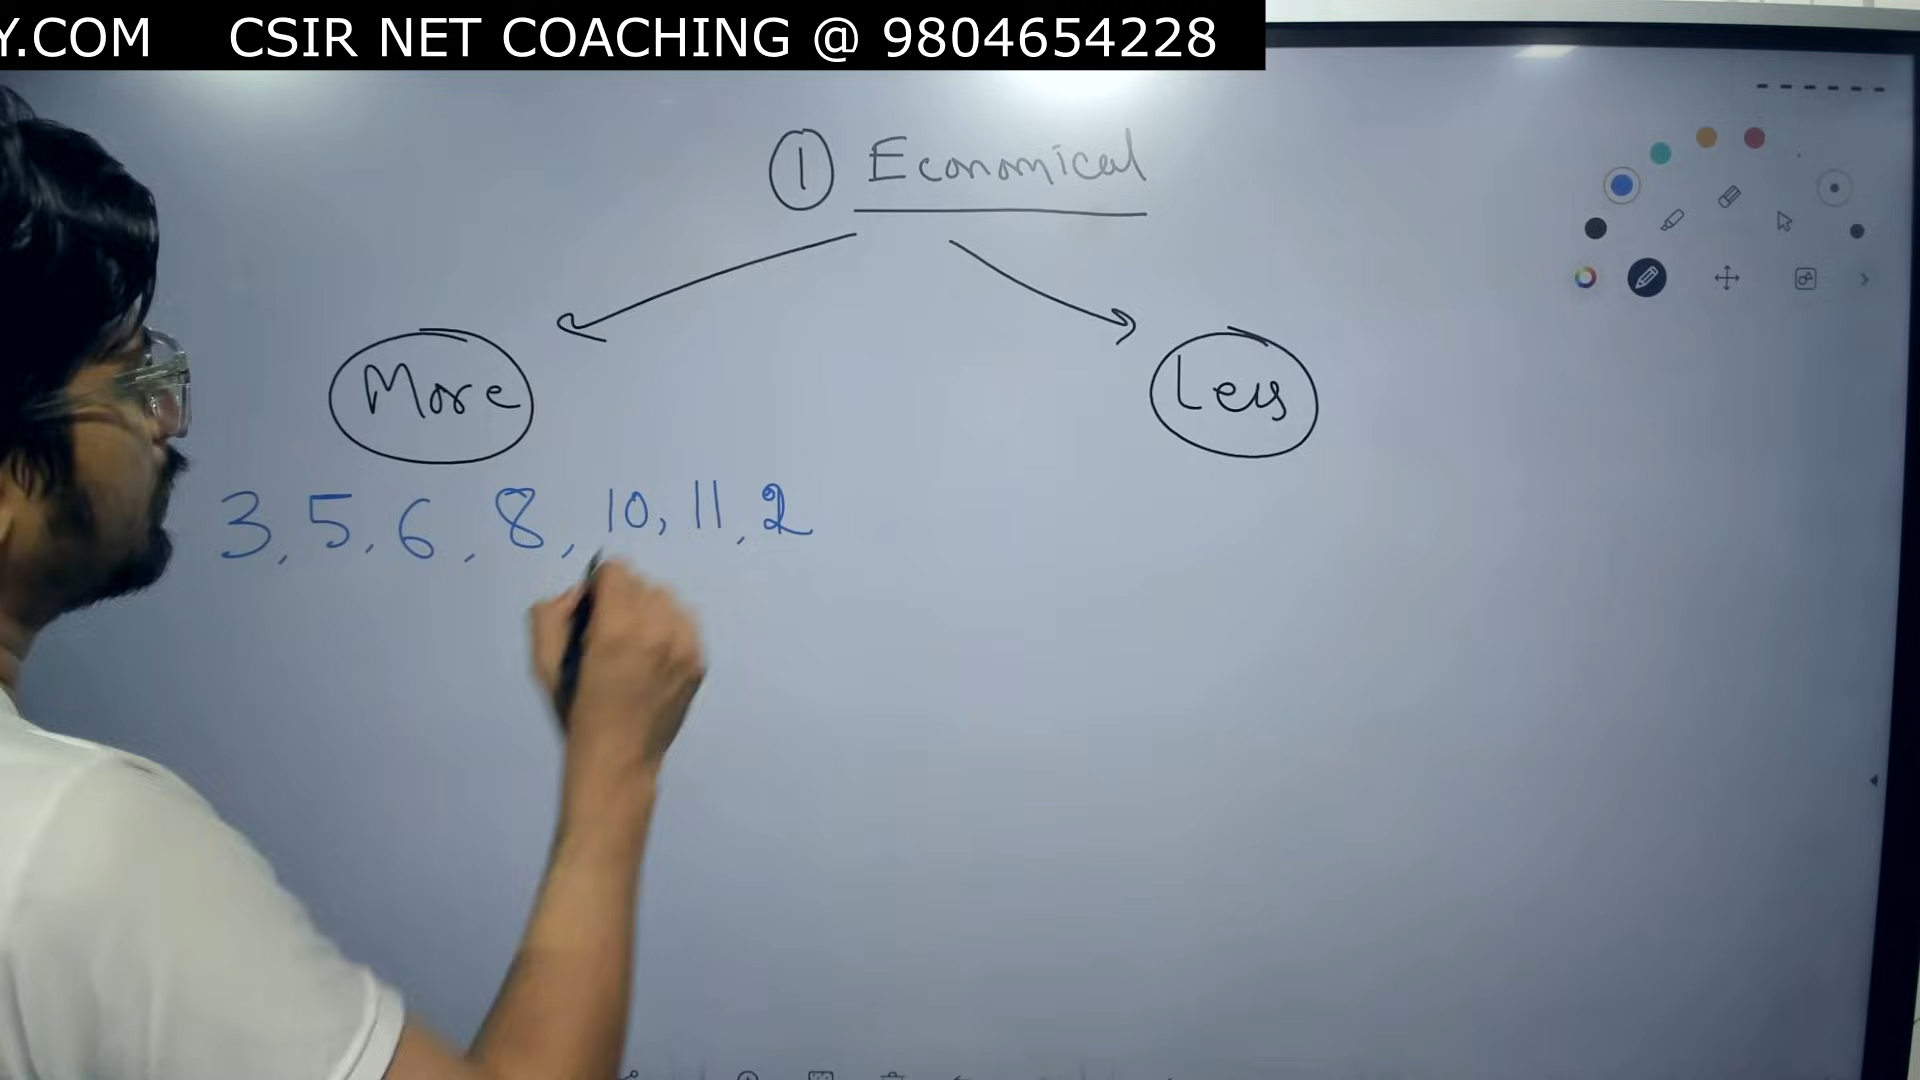 Y.COM CSIR NET COACHING @ 9804654228
① Economical
More
Less
3, 5, 6, 8, 10, 11, 2